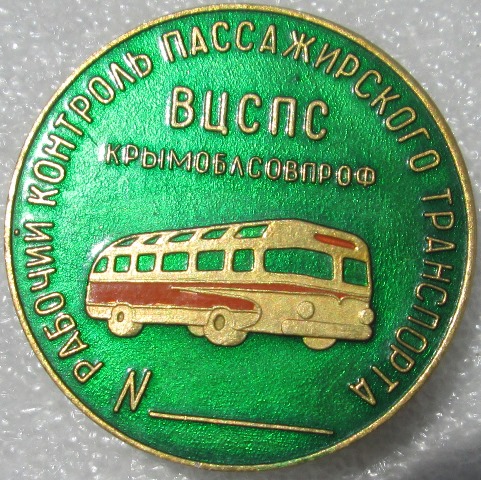 РАБОЧИЙ КОНТРОЛЬ ПАССАЖИРСКОГО ТРАНСПОРТА
ВЦСПС
КРЫМОБЛСОВПРОФ
N